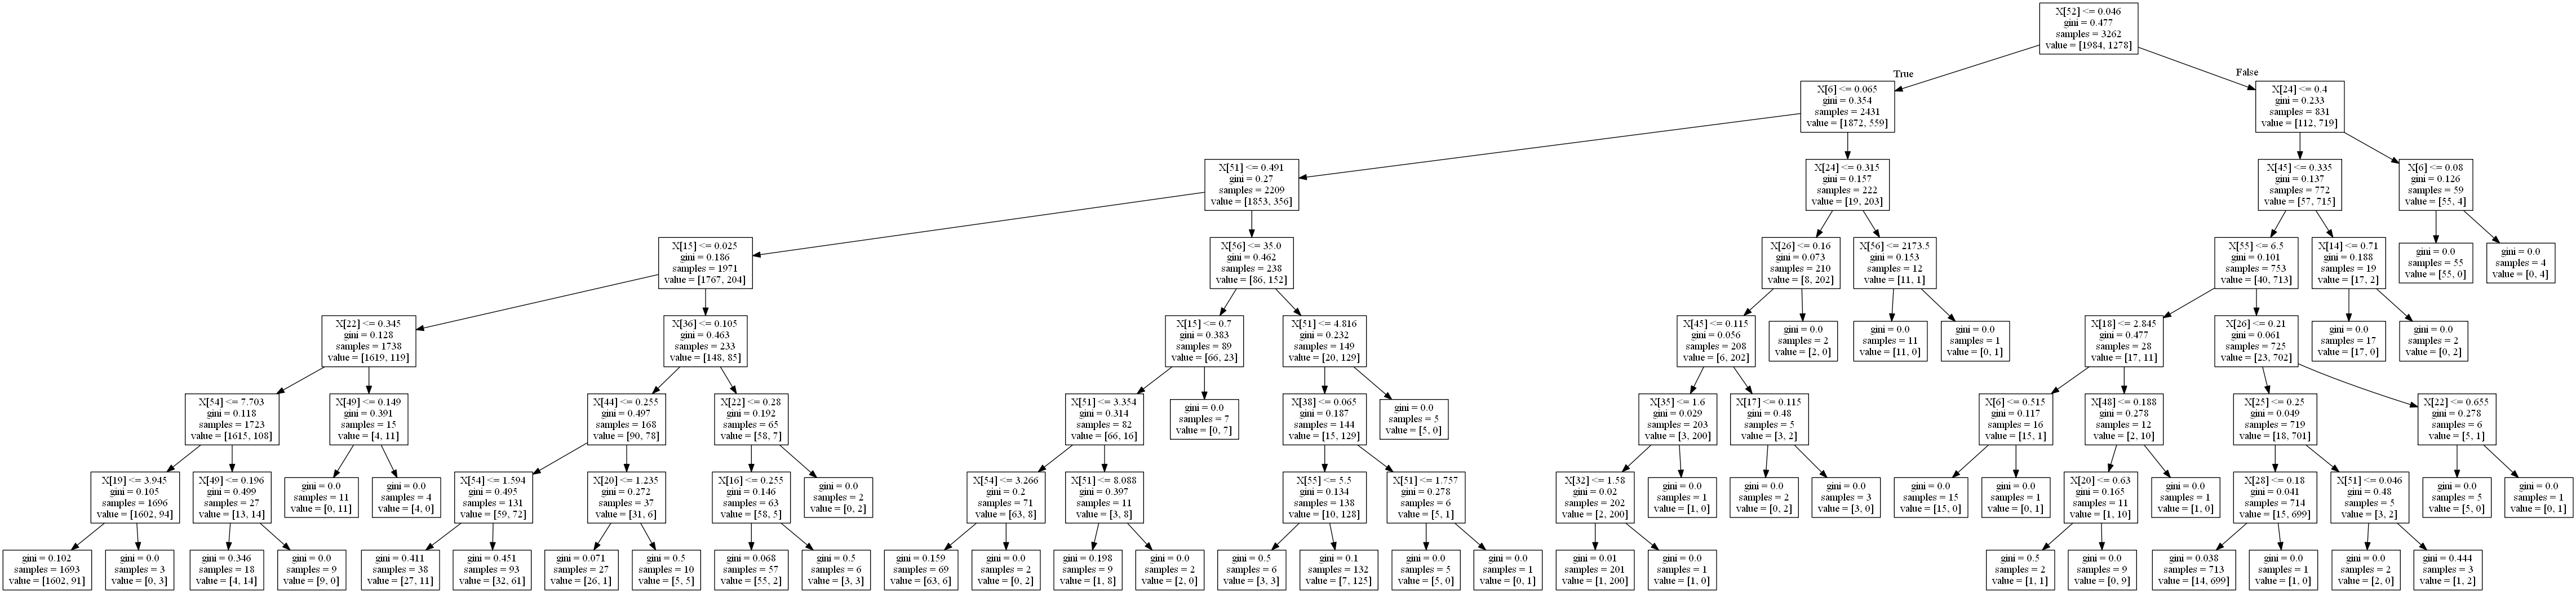 X[52] <= 0.046
gini = 0.477
samples = 3262
value = [1984, 1278]
True
False
X[6] <= 0.065
gini = 0.354
samples = 2431
value = [1872, 559]
X[24] <= 0.4
gini = 0.233
samples = 831
value = [112, 719]
X[51] <= 0.491
gini = 0.27
samples = 2209
value = [1853, 356]
X[24] <= 0.315
gini = 0.157
samples = 222
value = [19, 203]
X[45] <= 0.335
gini = 0.137
samples = 772
value = [57, 715]
X[6] <= 0.08
gini = 0.126
samples = 59
value = [55, 4]
X[15] <= 0.025
gini = 0.186
samples = 1971
value = [1767, 204]
X[56] <= 35.0
gini = 0.462
samples = 238
value = [86, 152]
X[26] <= 0.16
gini = 0.073
samples = 210
value = [8, 202]
X[56] <= 2173.5
gini = 0.153
samples = 12
value = [11, 1]
X[55] <= 6.5
gini = 0.101
samples = 753
value = [40, 713]
X[14] <= 0.71
gini = 0.188
samples = 19
value = [17, 2]
gini = 0.0
samples = 55
value = [55, 0]
gini = 0.0
samples = 4
value = [0, 4]
X[22] <= 0.345
gini = 0.128
samples = 1738
value = [1619, 119]
X[36] <= 0.105
gini = 0.463
samples = 233
value = [148, 85]
X[15] <= 0.7
gini = 0.383
samples = 89
value = [66, 23]
X[51] <= 4.816
gini = 0.232
samples = 149
value = [20, 129]
X[45] <= 0.115
gini = 0.056
samples = 208
value = [6, 202]
gini = 0.0
samples = 2
value = [2, 0]
gini = 0.0
samples = 11
value = [11, 0]
gini = 0.0
samples = 1
value = [0, 1]
X[18] <= 2.845
gini = 0.477
samples = 28
value = [17, 11]
X[26] <= 0.21
gini = 0.061
samples = 725
value = [23, 702]
gini = 0.0
samples = 17
value = [17, 0]
gini = 0.0
samples = 2
value = [0, 2]
X[54] <= 7.703
gini = 0.118
samples = 1723
value = [1615, 108]
X[49] <= 0.149
gini = 0.391
samples = 15
value = [4, 11]
X[44] <= 0.255
gini = 0.497
samples = 168
value = [90, 78]
X[22] <= 0.28
gini = 0.192
samples = 65
value = [58, 7]
X[51] <= 3.354
gini = 0.314
samples = 82
value = [66, 16]
gini = 0.0
samples = 7
value = [0, 7]
X[38] <= 0.065
gini = 0.187
samples = 144
value = [15, 129]
gini = 0.0
samples = 5
value = [5, 0]
X[35] <= 1.6
gini = 0.029
samples = 203
value = [3, 200]
X[17] <= 0.115
gini = 0.48
samples = 5
value = [3, 2]
X[6] <= 0.515
gini = 0.117
samples = 16
value = [15, 1]
X[48] <= 0.188
gini = 0.278
samples = 12
value = [2, 10]
X[25] <= 0.25
gini = 0.049
samples = 719
value = [18, 701]
X[22] <= 0.655
gini = 0.278
samples = 6
value = [5, 1]
X[19] <= 3.945
gini = 0.105
samples = 1696
value = [1602, 94]
X[49] <= 0.196
gini = 0.499
samples = 27
value = [13, 14]
gini = 0.0
samples = 11
value = [0, 11]
gini = 0.0
samples = 4
value = [4, 0]
X[54] <= 1.594
gini = 0.495
samples = 131
value = [59, 72]
X[20] <= 1.235
gini = 0.272
samples = 37
value = [31, 6]
X[16] <= 0.255
gini = 0.146
samples = 63
value = [58, 5]
gini = 0.0
samples = 2
value = [0, 2]
X[54] <= 3.266
gini = 0.2
samples = 71
value = [63, 8]
X[51] <= 8.088
gini = 0.397
samples = 11
value = [3, 8]
X[55] <= 5.5
gini = 0.134
samples = 138
value = [10, 128]
X[51] <= 1.757
gini = 0.278
samples = 6
value = [5, 1]
X[32] <= 1.58
gini = 0.02
samples = 202
value = [2, 200]
gini = 0.0
samples = 1
value = [1, 0]
gini = 0.0
samples = 2
value = [0, 2]
gini = 0.0
samples = 3
value = [3, 0]
gini = 0.0
samples = 15
value = [15, 0]
gini = 0.0
samples = 1
value = [0, 1]
X[20] <= 0.63
gini = 0.165
samples = 11
value = [1, 10]
gini = 0.0
samples = 1
value = [1, 0]
X[28] <= 0.18
gini = 0.041
samples = 714
value = [15, 699]
X[51] <= 0.046
gini = 0.48
samples = 5
value = [3, 2]
gini = 0.0
samples = 5
value = [5, 0]
gini = 0.0
samples = 1
value = [0, 1]
gini = 0.102
samples = 1693
value = [1602, 91]
gini = 0.0
samples = 3
value = [0, 3]
gini = 0.346
samples = 18
value = [4, 14]
gini = 0.0
samples = 9
value = [9, 0]
gini = 0.411
samples = 38
value = [27, 11]
gini = 0.451
samples = 93
value = [32, 61]
gini = 0.071
samples = 27
value = [26, 1]
gini = 0.5
samples = 10
value = [5, 5]
gini = 0.068
samples = 57
value = [55, 2]
gini = 0.5
samples = 6
value = [3, 3]
gini = 0.159
samples = 69
value = [63, 6]
gini = 0.0
samples = 2
value = [0, 2]
gini = 0.198
samples = 9
value = [1, 8]
gini = 0.0
samples = 2
value = [2, 0]
gini = 0.5
samples = 6
value = [3, 3]
gini = 0.1
samples = 132
value = [7, 125]
gini = 0.0
samples = 5
value = [5, 0]
gini = 0.0
samples = 1
value = [0, 1]
gini = 0.01
samples = 201
value = [1, 200]
gini = 0.0
samples = 1
value = [1, 0]
gini = 0.5
samples = 2
value = [1, 1]
gini = 0.0
samples = 9
value = [0, 9]
gini = 0.038
samples = 713
value = [14, 699]
gini = 0.0
samples = 1
value = [1, 0]
gini = 0.0
samples = 2
value = [2, 0]
gini = 0.444
samples = 3
value = [1, 2]